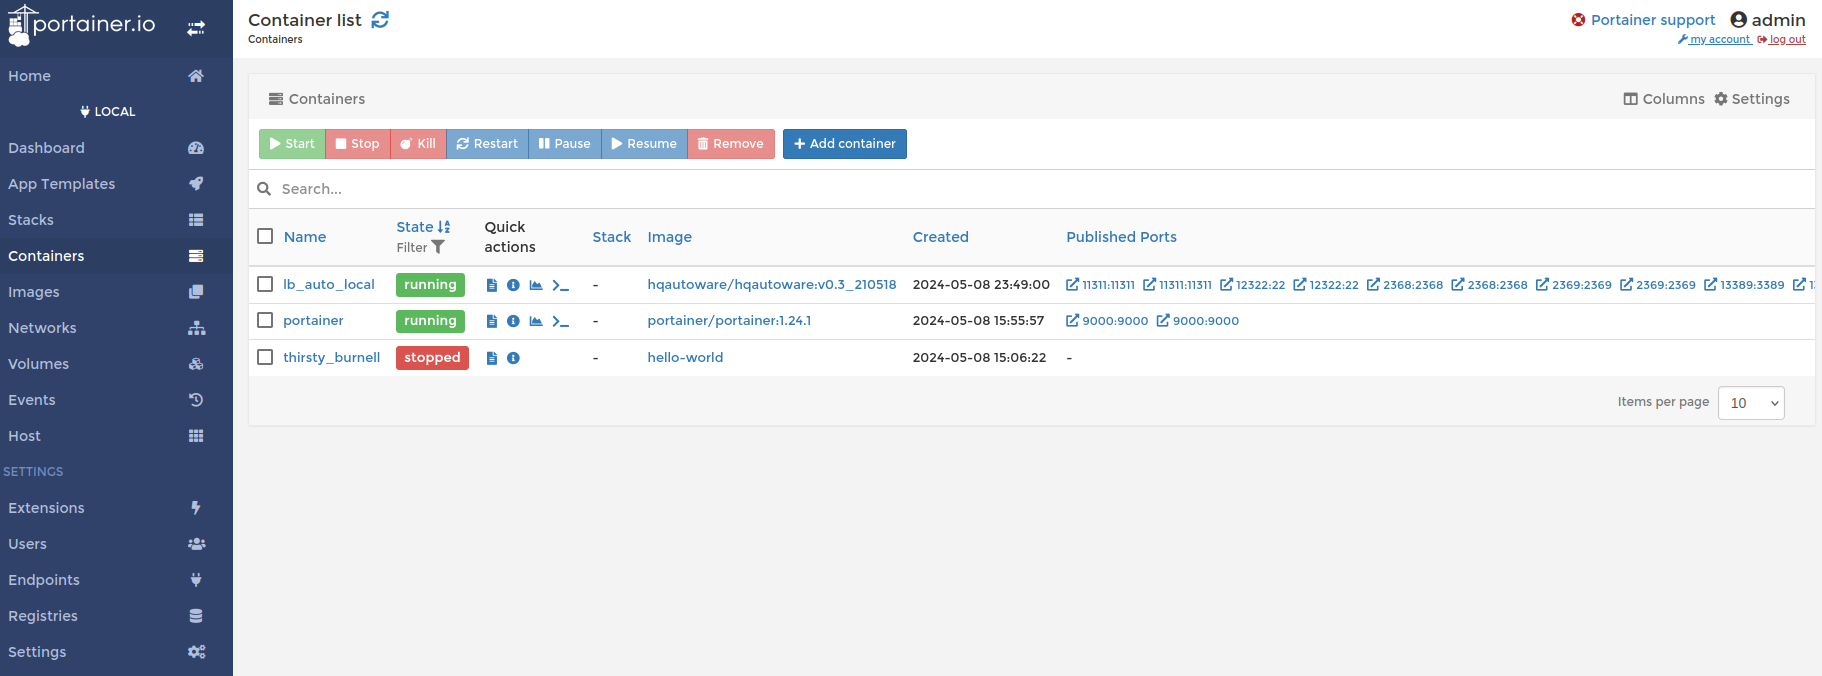 portainer.io
Home
LOCAL
Dashboard
App Templates
Stacks
Containers
Images
Networks
Volumes
Events
Host
SETTINGS
Extensions
Users
Endpoints
Registries
Settings
Container list
Containers
Portainer support admin
my account log out
Containers
Columns Settings
Start Stop Kill Restart Pause Resume Remove + Add container
Search...
Name State Filter Quick actions Stack Image Created Published Ports
lb_auto_local running - hqautoware/hqautoware:v0.3_210518 2024-05-08 23:49:00 11311:11311 11311:11311 12322:22 12322:22 2368:2368 2368:2368 2369:2369 2369:2369 13389:3389
portainer running - portainer/portainer:1.24.1 2024-05-08 15:55:57 9000:9000 9000:9000
thirsty_burnell stopped - hello-world 2024-05-08 15:06:22 -
Items per page 10